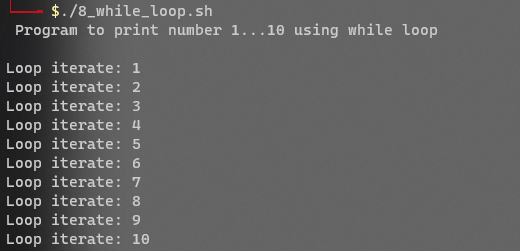 $./8_while_loop.sh
Program to print number 1...10 using while loop
Loop iterate: 1
Loop iterate: 2
Loop iterate: 3
Loop iterate: 4
Loop iterate: 5
Loop iterate: 6
Loop iterate: 7
Loop iterate: 8
Loop iterate: 9
Loop iterate: 10